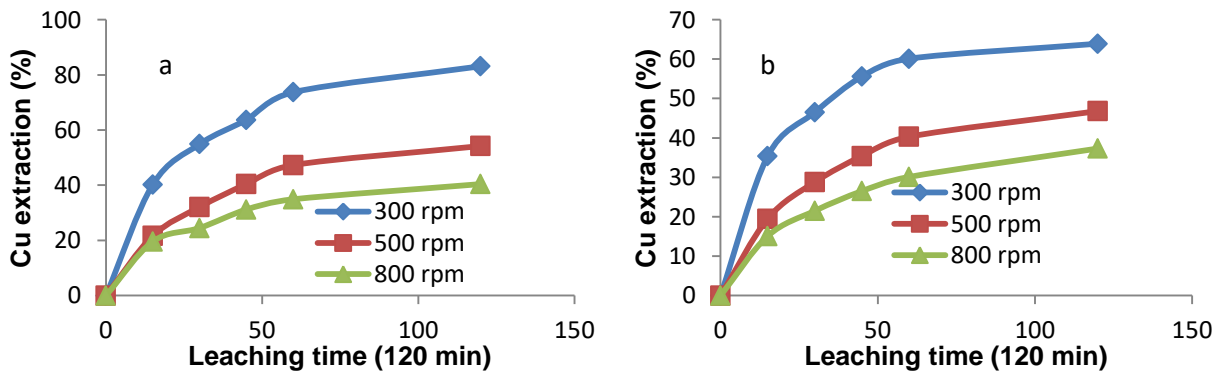 Cu extraction (%)
100
80
60
40
20
0
a
300 rpm
500 rpm
800 rpm
0 50 100 150
Leaching time (120 min)
Cu extraction (%)
70
60
50
40
30
20
10
0
b
300 rpm
500 rpm
800 rpm
0 50 100 150
Leaching time (120 min)